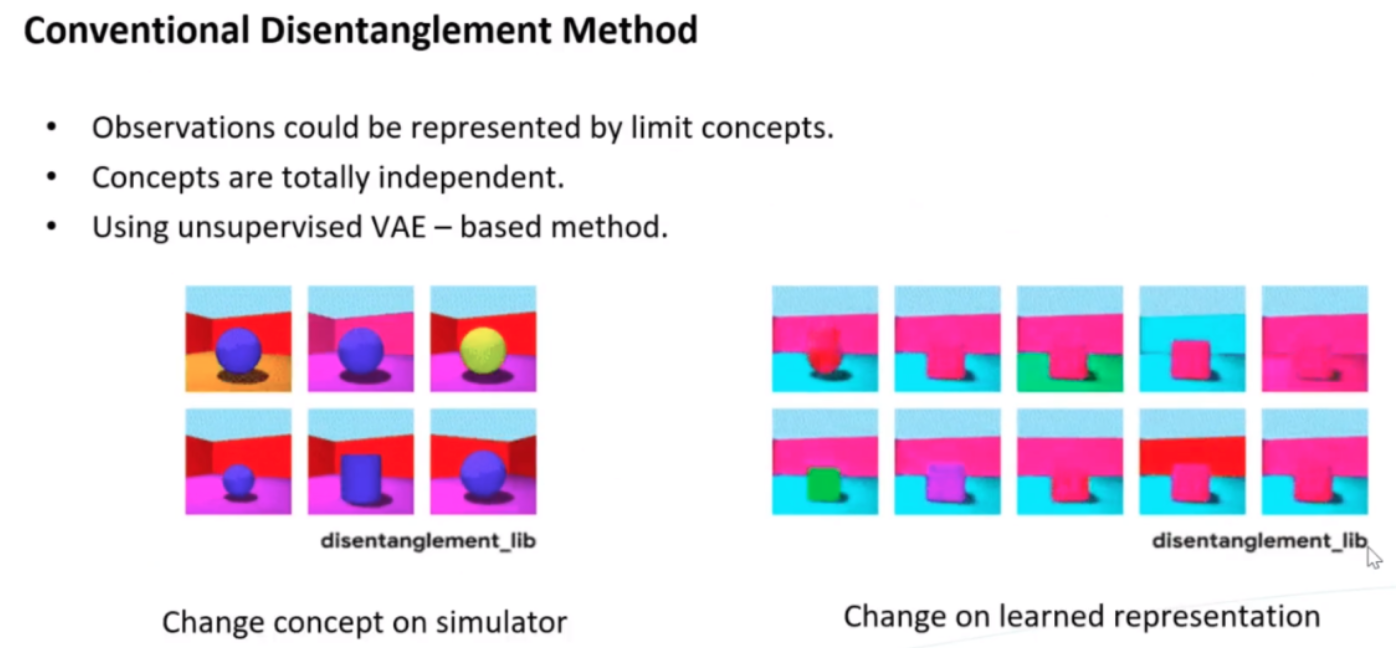 Conventional Disentanglement Method
• Observations could be represented by limit concepts.
• Concepts are totally independent.
• Using unsupervised VAE – based method.
disentanglement_lib
disentanglement_lib
Change concept on simulator
Change on learned representation